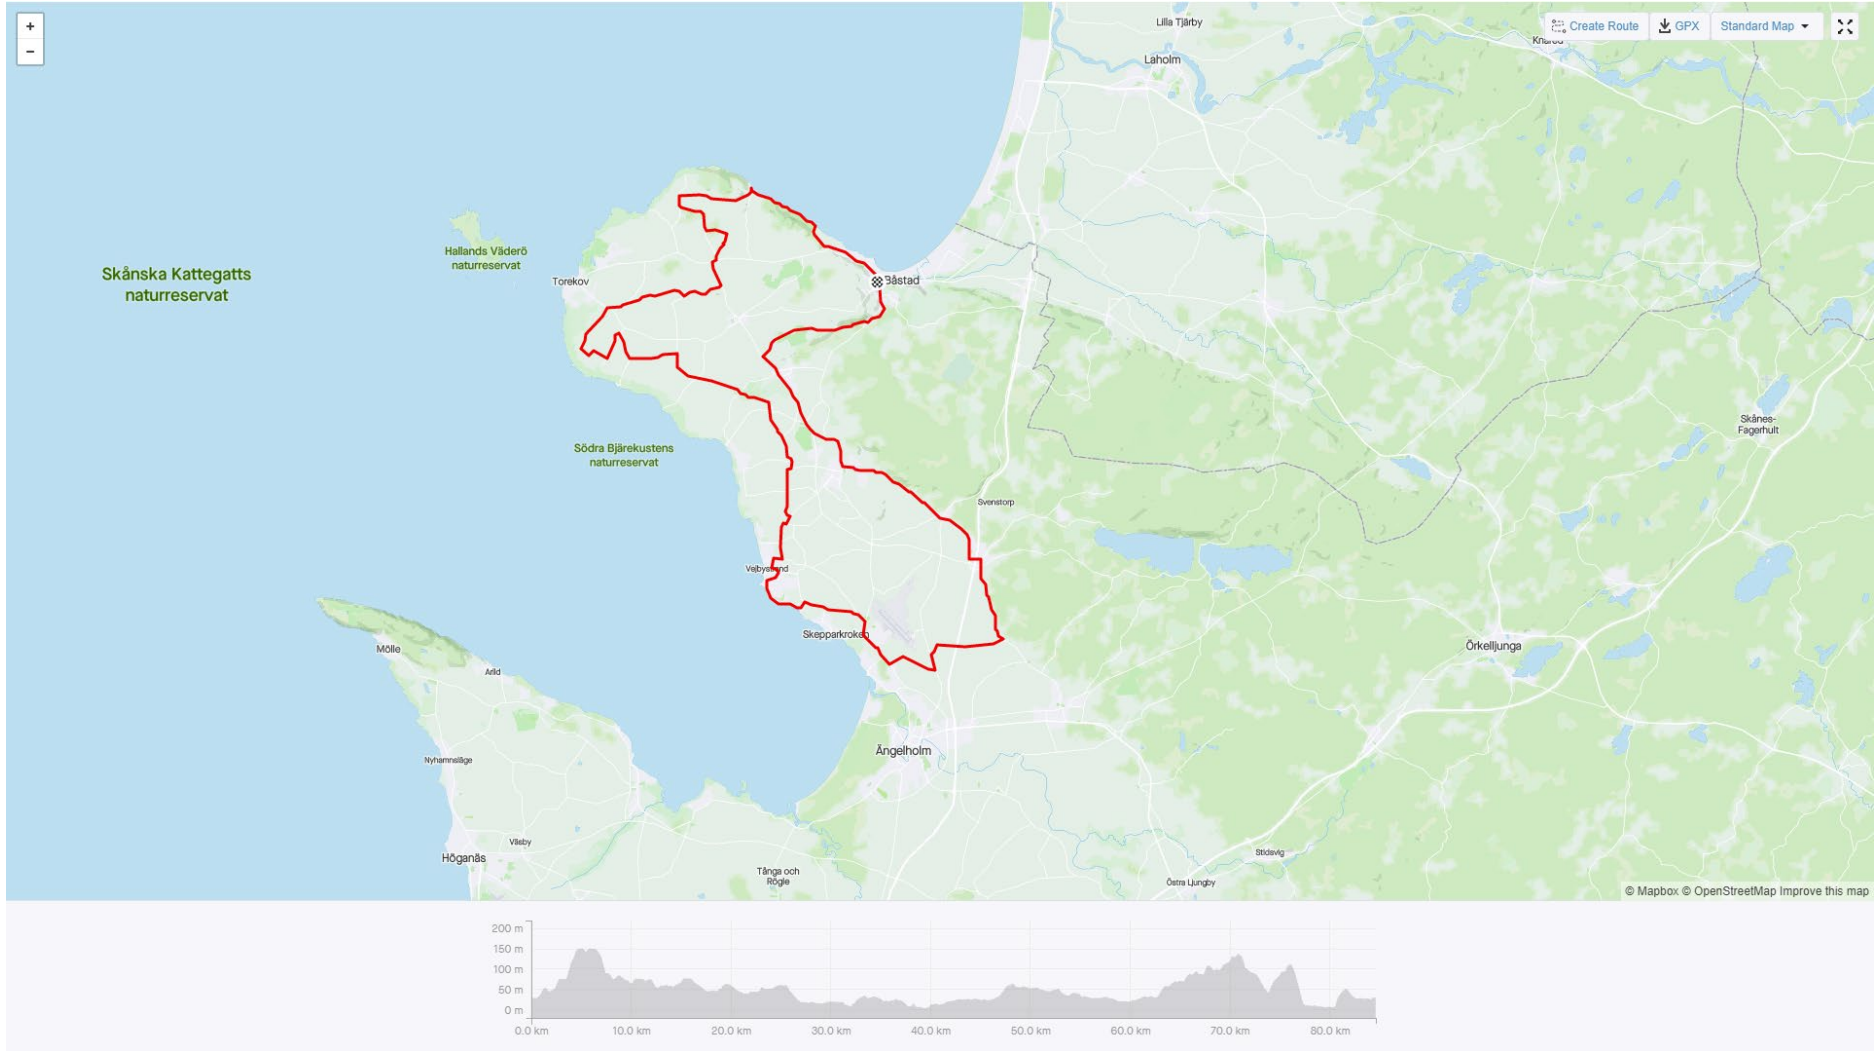 +
−
Create Route
GPX
Standard Map
Lilla Tjärby
Laholm
Hallands Väderö
naturreservat
Skånska Kattegatts
naturreservat
Torekov
Båstad
Skånes-
Fagerhult
Södra Bjärekustens
naturreservat
Svenstorp
Skepparkroken
Mölle
Arild
Örkelljunga
Ängelholm
Nyhamnsläge
Väsby
Höganäs
Tånga och
Rögle
Stidsvig
Östra Ljungby
© Mapbox © OpenStreetMap Improve this map
200 m
150 m
100 m
50 m
0 m
0.0 km
10.0 km
20.0 km
30.0 km
40.0 km
50.0 km
60.0 km
70.0 km
80.0 km